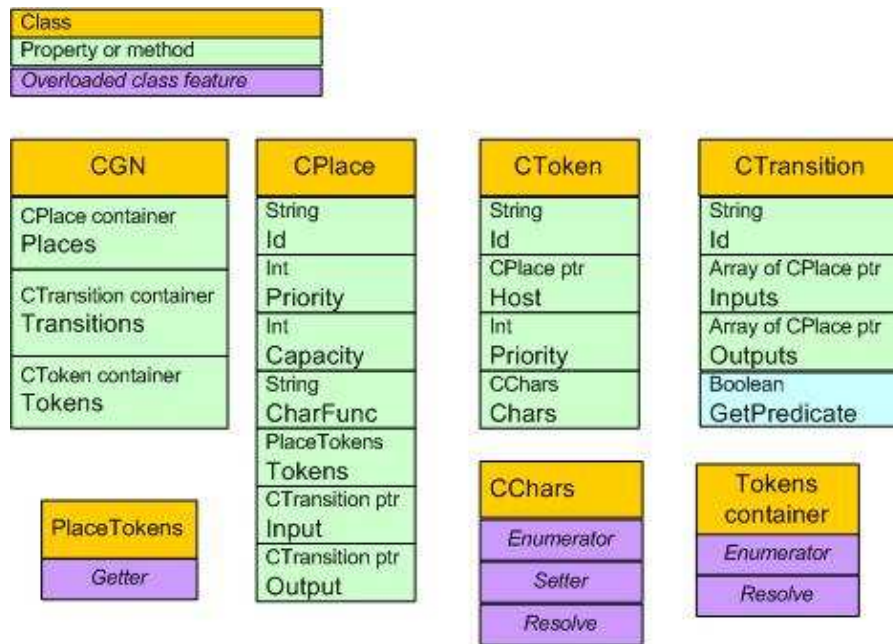 Class
Property or method
Overloaded class feature
CGN
CPlace container
Places
CTransition container
Transitions
CToken container
Tokens
CPlace
String
Id
Int
Priority
Int
Capacity
String
CharFunc
PlaceTokens
Tokens
CTransition ptr
Input
CTransition ptr
Output
CToken
String
Id
CPlace ptr
Host
Int
Priority
CChars
Chars
CTransition
String
Id
Array of CPlace ptr
Inputs
Array of CPlace ptr
Outputs
Boolean
GetPredicate
PlaceTokens
Getter
CChars
Enumerator
Setter
Resolve
Tokens
container
Enumerator
Resolve